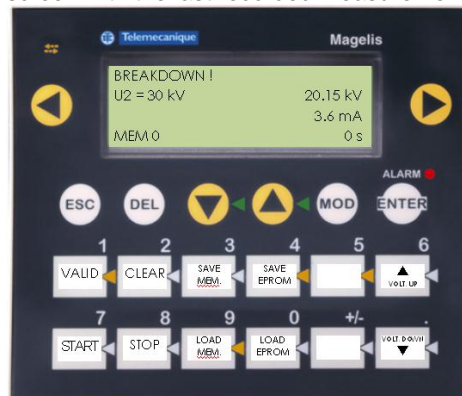 Telemecanique
Magelis
BREAKDOWN !
U2 = 30 kV 20.15 kV
3.6 mA
MEM 0 0 s
ALARM
ESC DEL MOD ENTER
1 2 3 4 5 6
VALID CLEAR SAVE MEM. SAVE EPROM VOLT. UP
7 8 9 0 +/- .
START STOP LOAD MEM. LOAD EPROM VOLT. DOWN